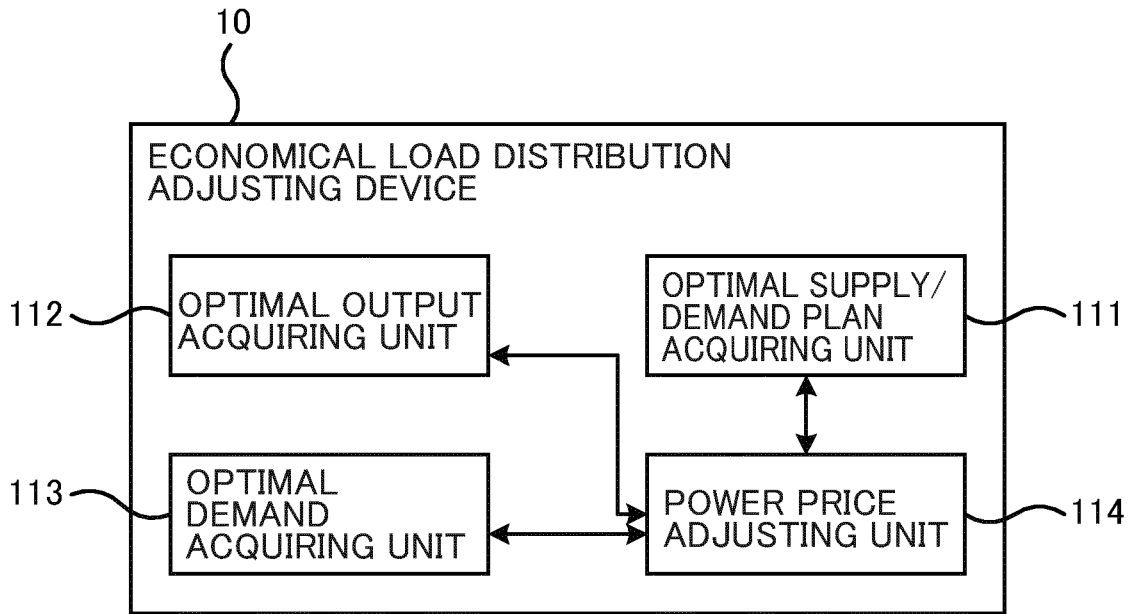 10
ECONOMICAL LOAD DISTRIBUTION
ADJUSTING DEVICE
112
OPTIMAL OUTPUT
ACQUIRING UNIT
OPTIMAL SUPPLY/
DEMAND PLAN
ACQUIRING UNIT
111
113
OPTIMAL
DEMAND
ACQUIRING UNIT
POWER PRICE
ADJUSTING UNIT
114